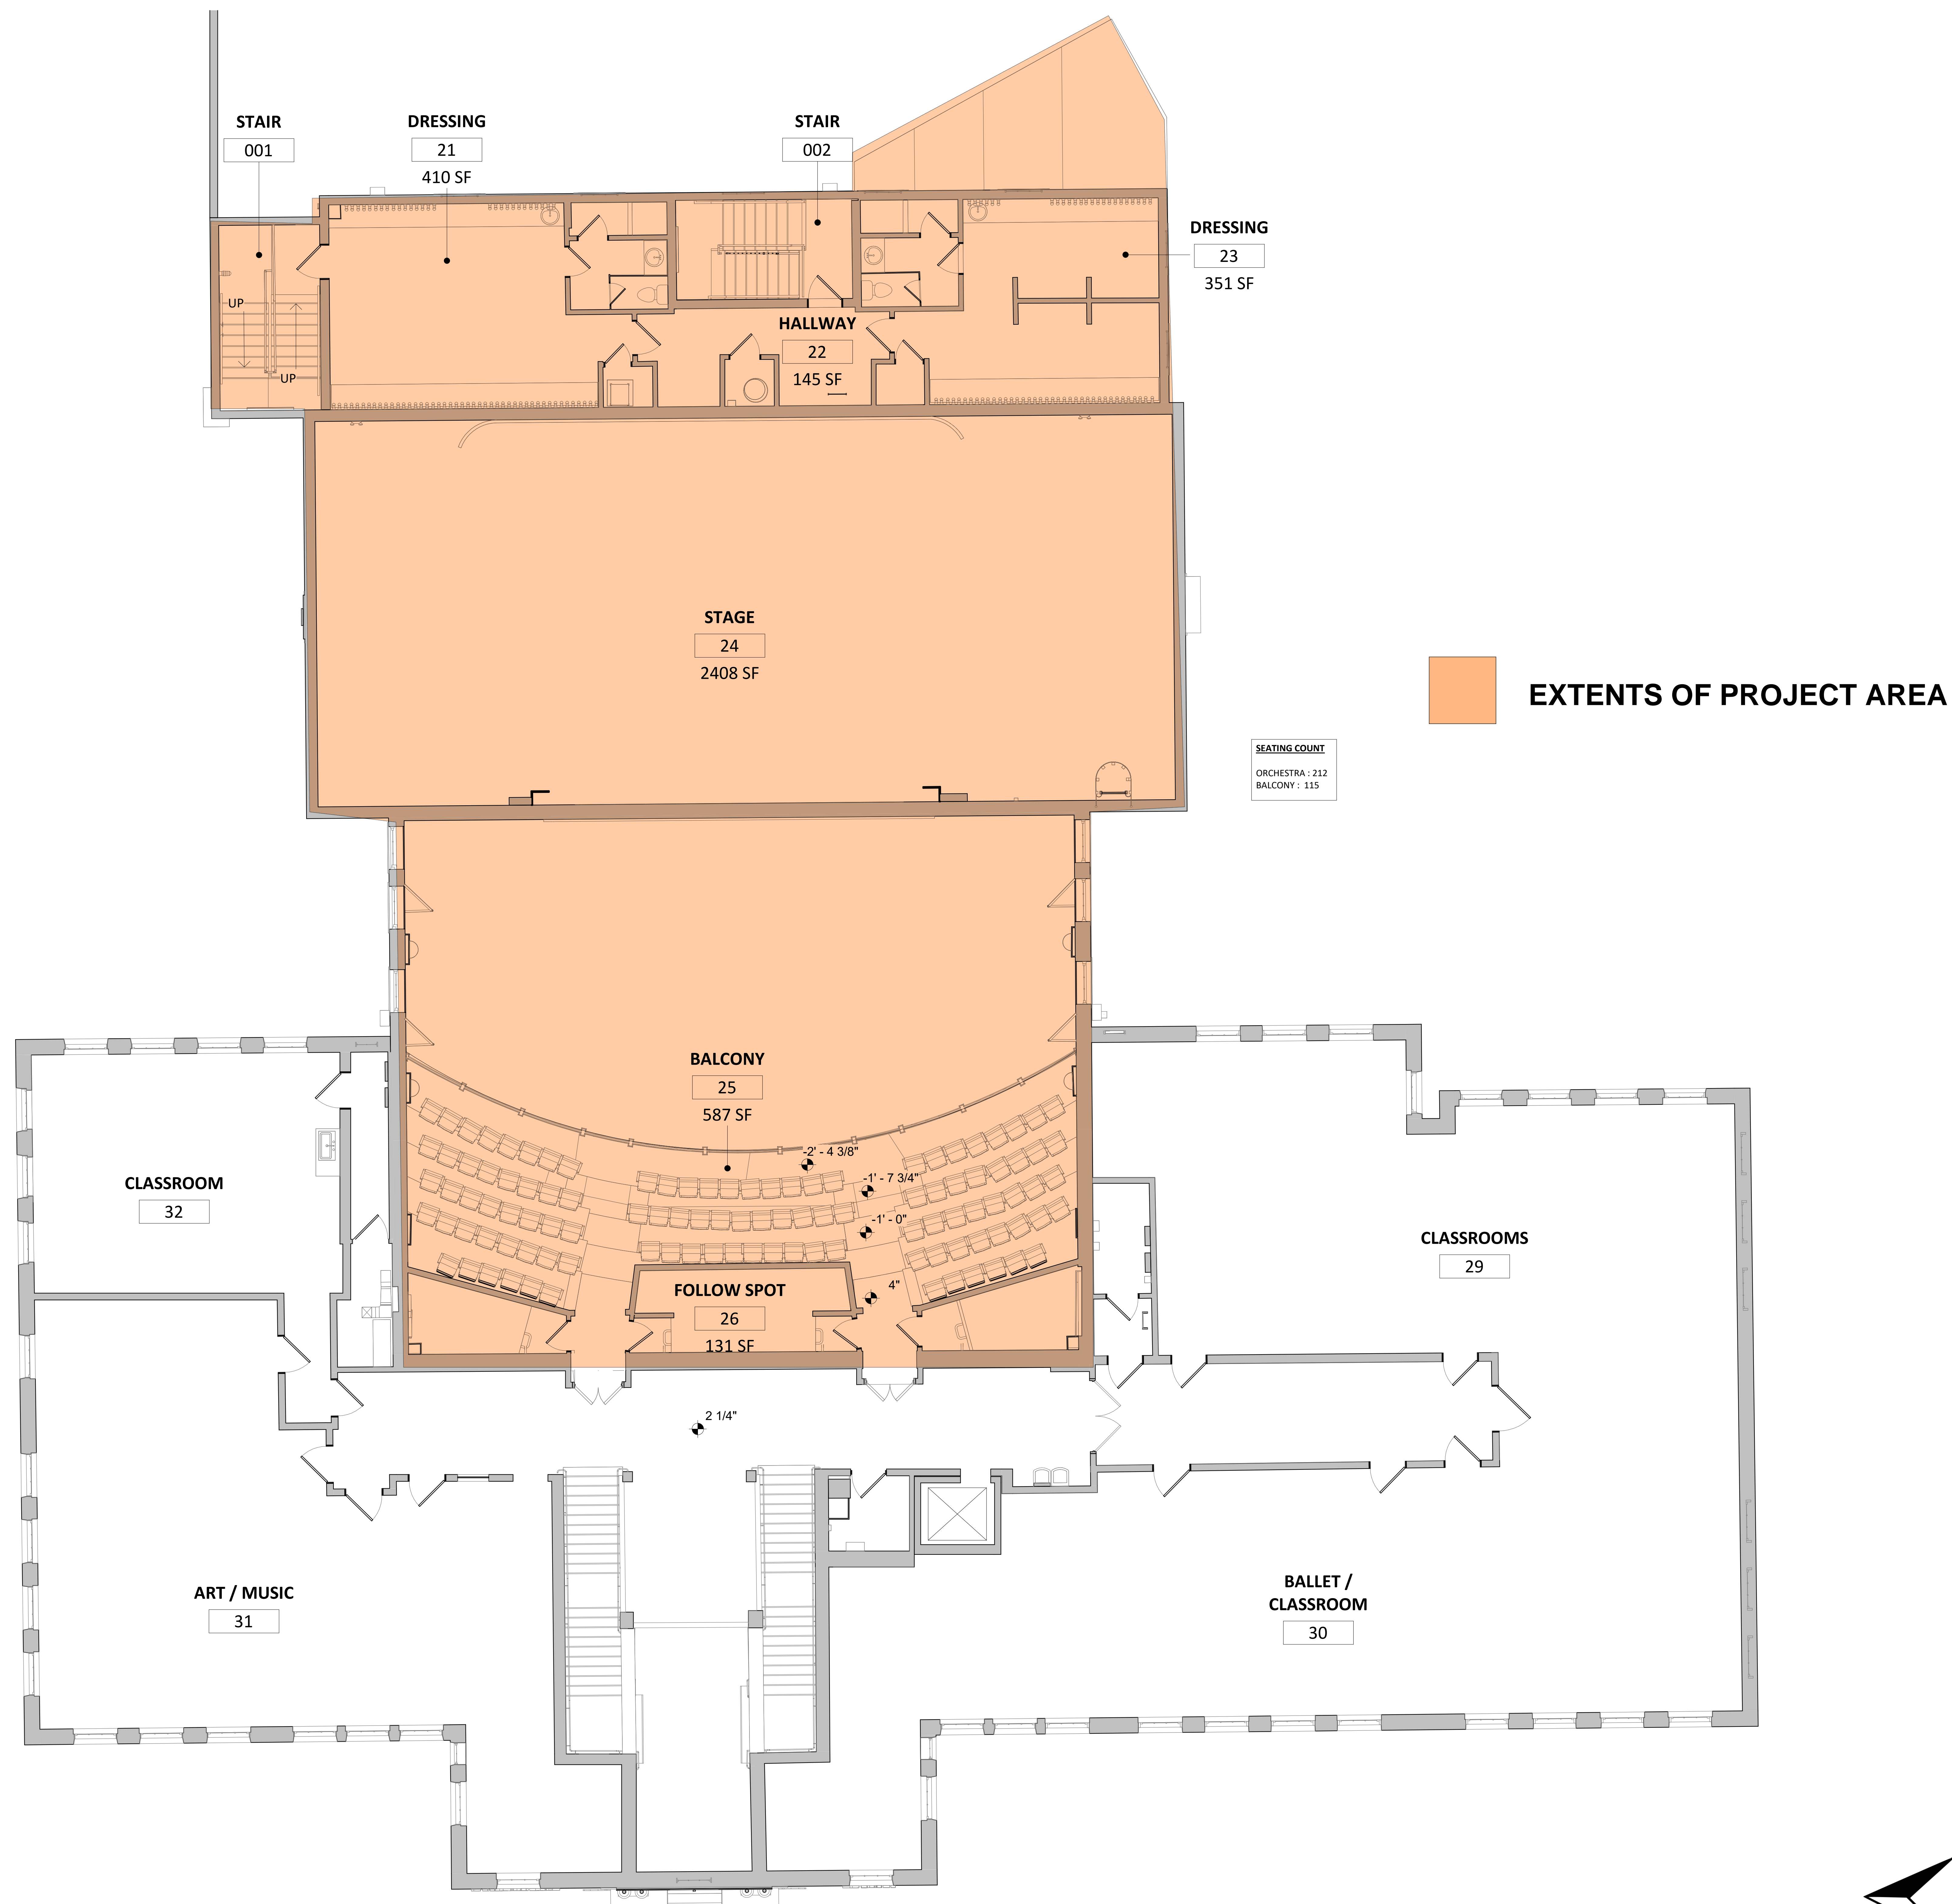 STAIR
001
DRESSING
21
410 SF
STAIR
002
DRESSING
23
351 SF
UP
UP
HALLWAY
22
145 SF
STAGE
24
2408 SF
EXTENTS OF PROJECT AREA
SEATING COUNT
ORCHESTRA : 212
BALCONY : 115
BALCONY
25
587 SF
-2' - 4 3/8"
-1' - 7 3/4"
-1' - 0"
4"
CLASSROOM
32
CLASSROOMS
29
FOLLOW SPOT
26
131 SF
2 1/4"
ART / MUSIC
31
BALLET /
CLASSROOM
30